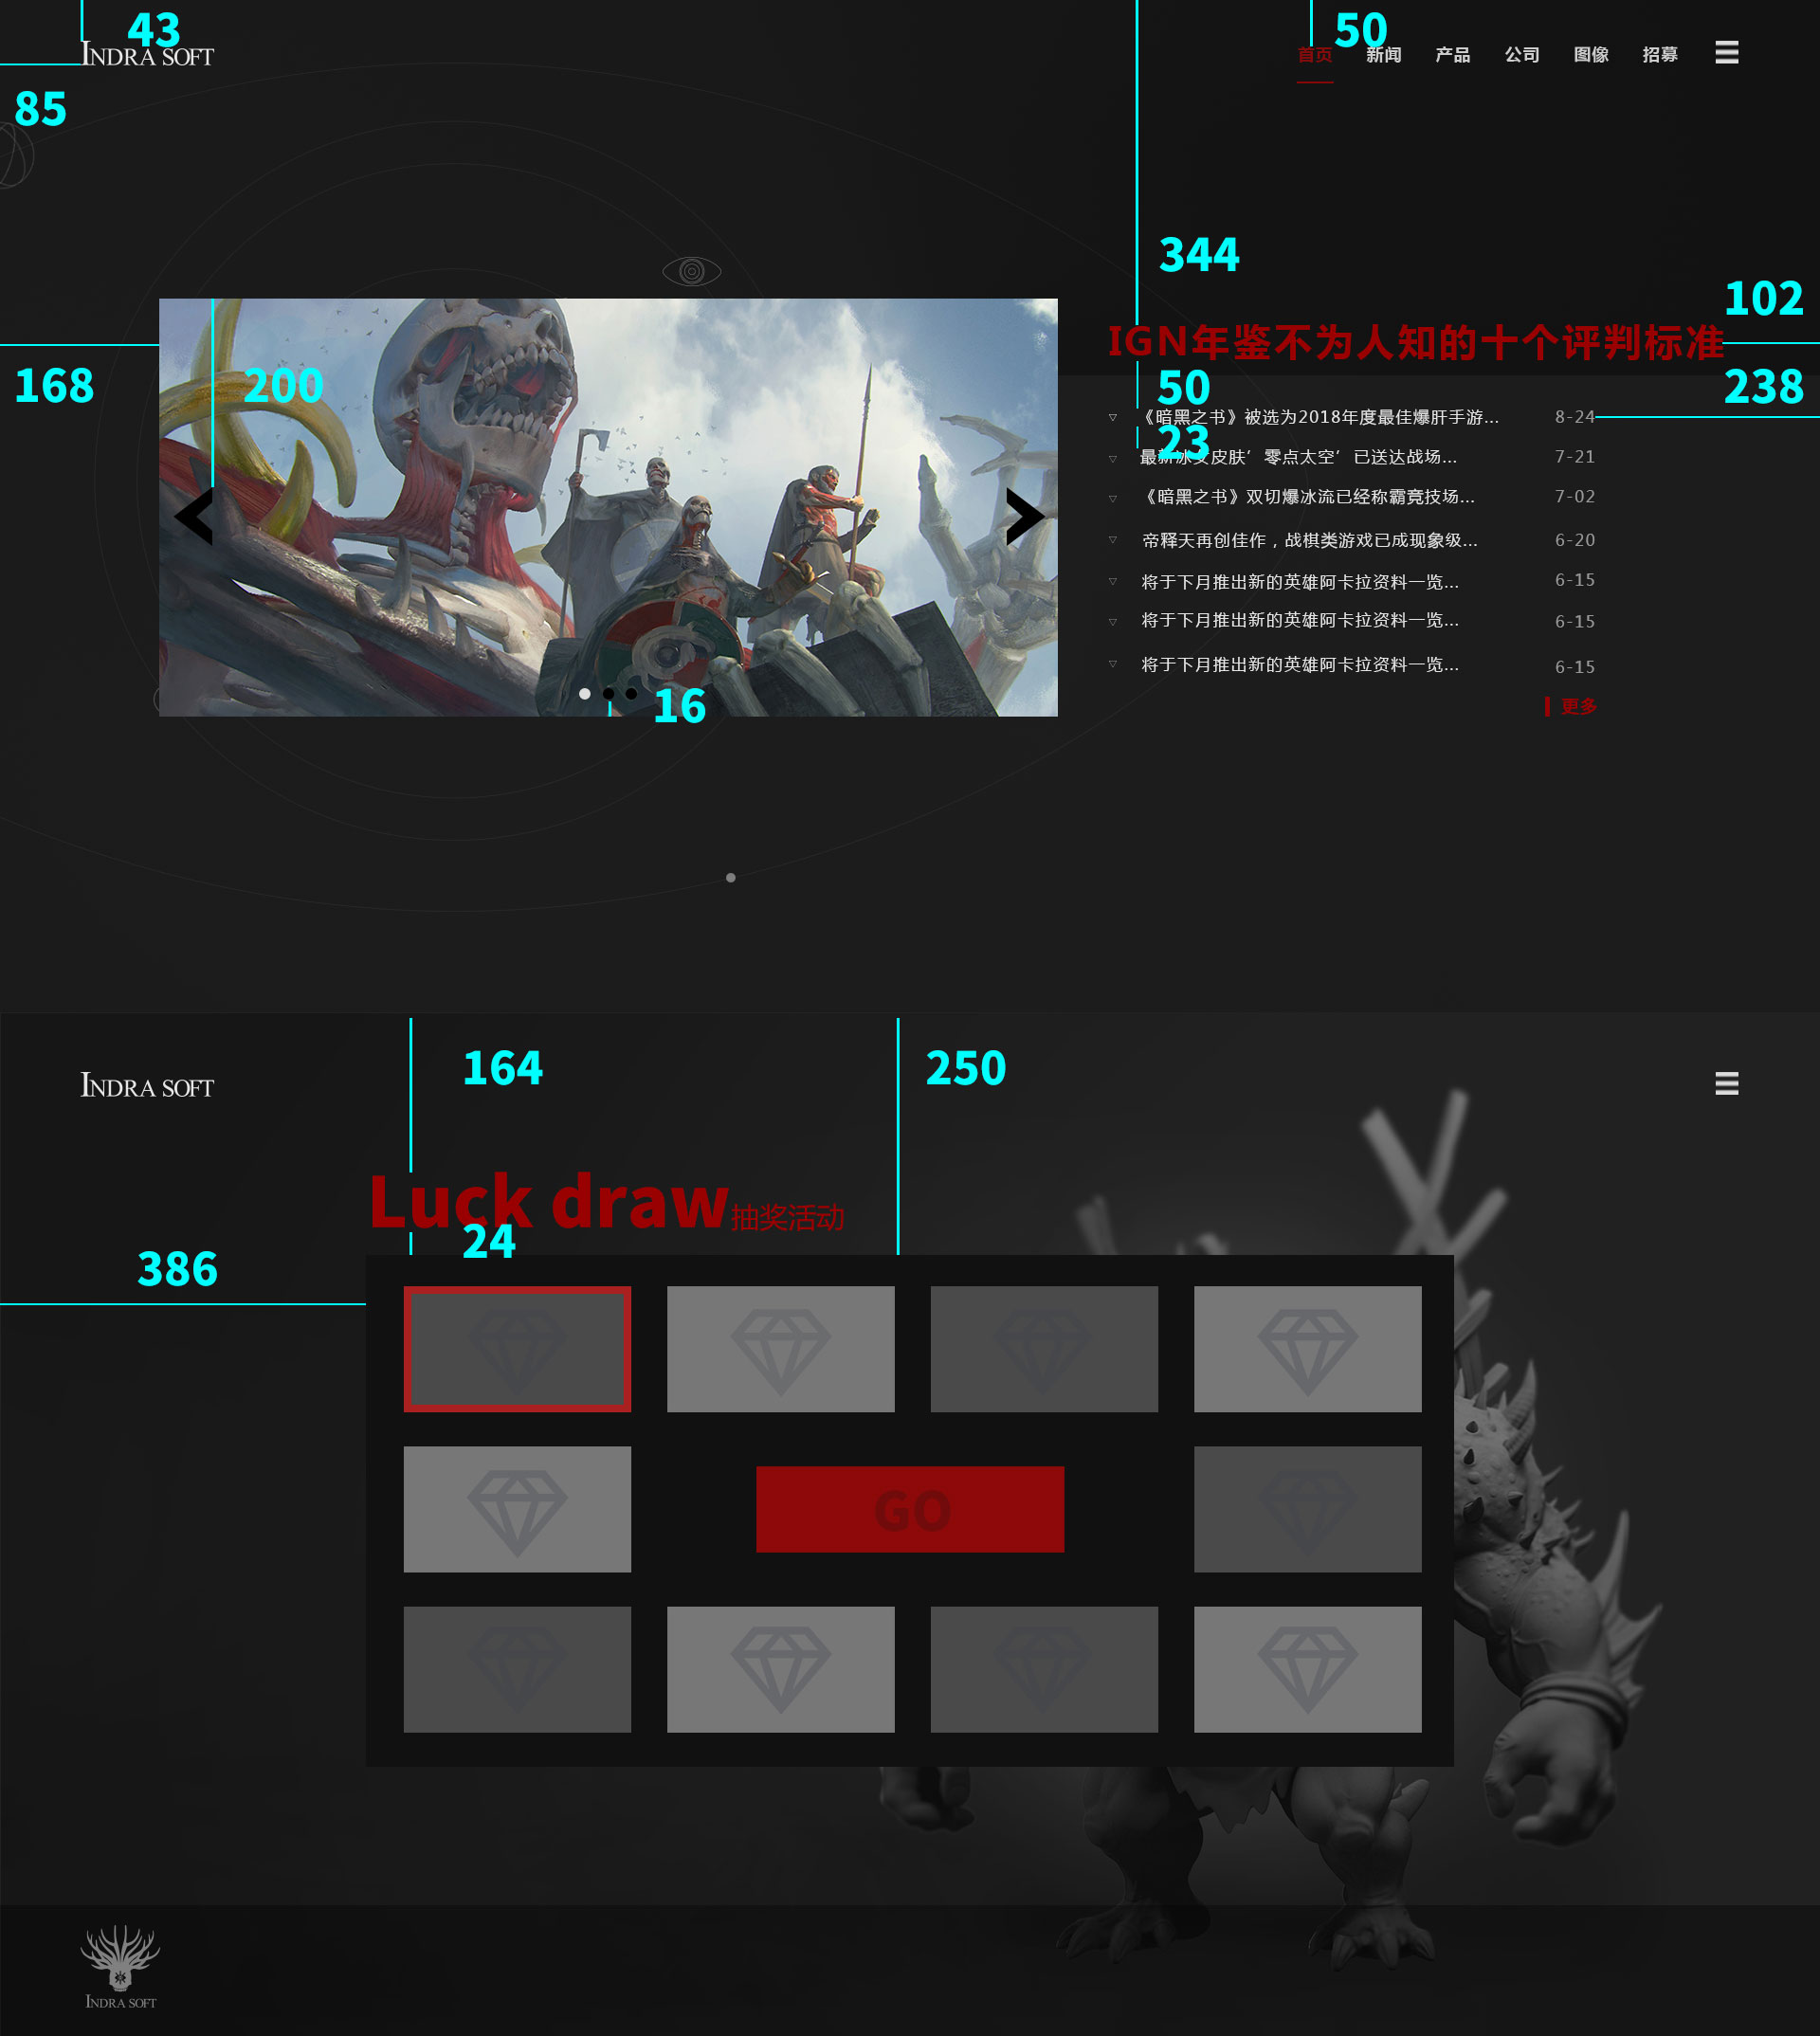 43
50
INDRA SOFT
首页 新闻 产品 公司 图像 招募
85
344
102
IGN年鉴不为人知的十个评判标准
168
200
50
238
《暗黑之书》被选为2018年度最佳爆肝手游... 8-24
23
最新冰女皮肤’零点太空’已送达战场... 7-21
《暗黑之书》双切爆冰流已经称霸竞技场... 7-02
帝释天再创佳作，战棋类游戏已成现象级... 6-20
将于下月推出新的英雄阿卡拉资料一览... 6-15
将于下月推出新的英雄阿卡拉资料一览... 6-15
将于下月推出新的英雄阿卡拉资料一览... 6-15
16
更多
164
250
INDRA SOFT
Luck draw抽奖活动
24
386
GO
INDRA SOFT